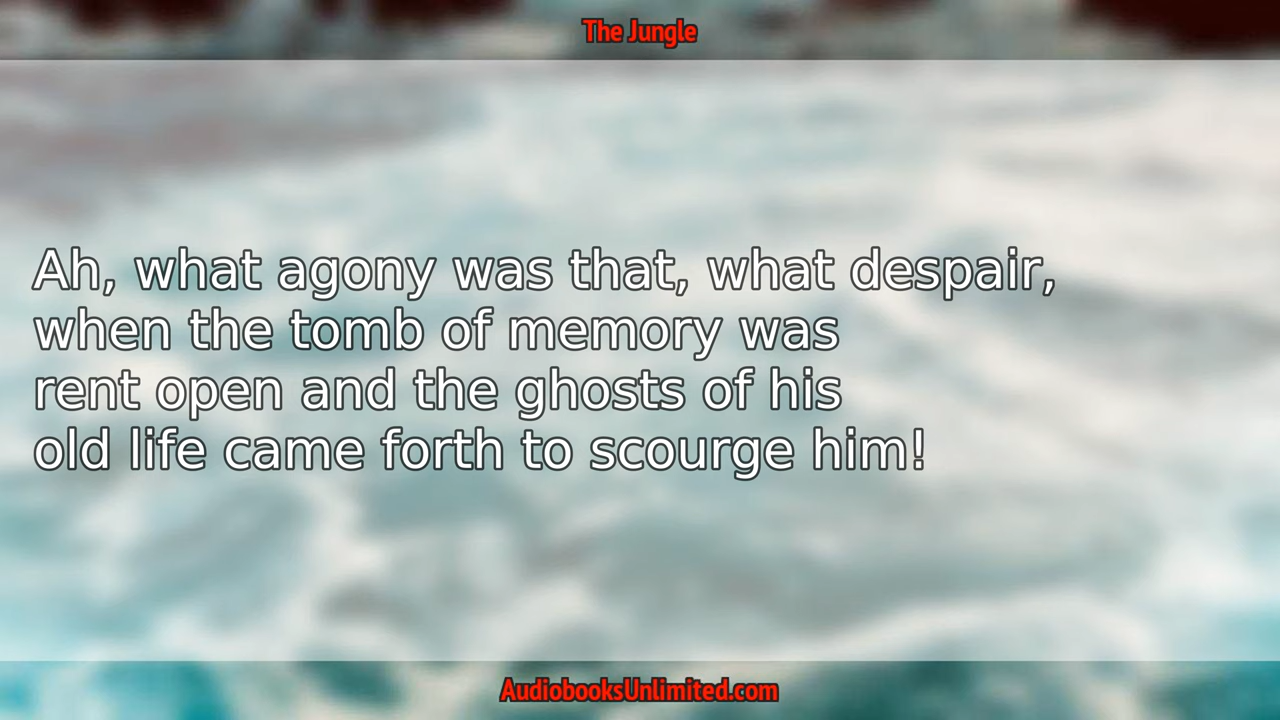 The Jungle
Ah, what agony was that, what despair,
when the tomb of memory was
rent open and the ghosts of his
old life came forth to scourge him!
AudiobooksUnlimited.com